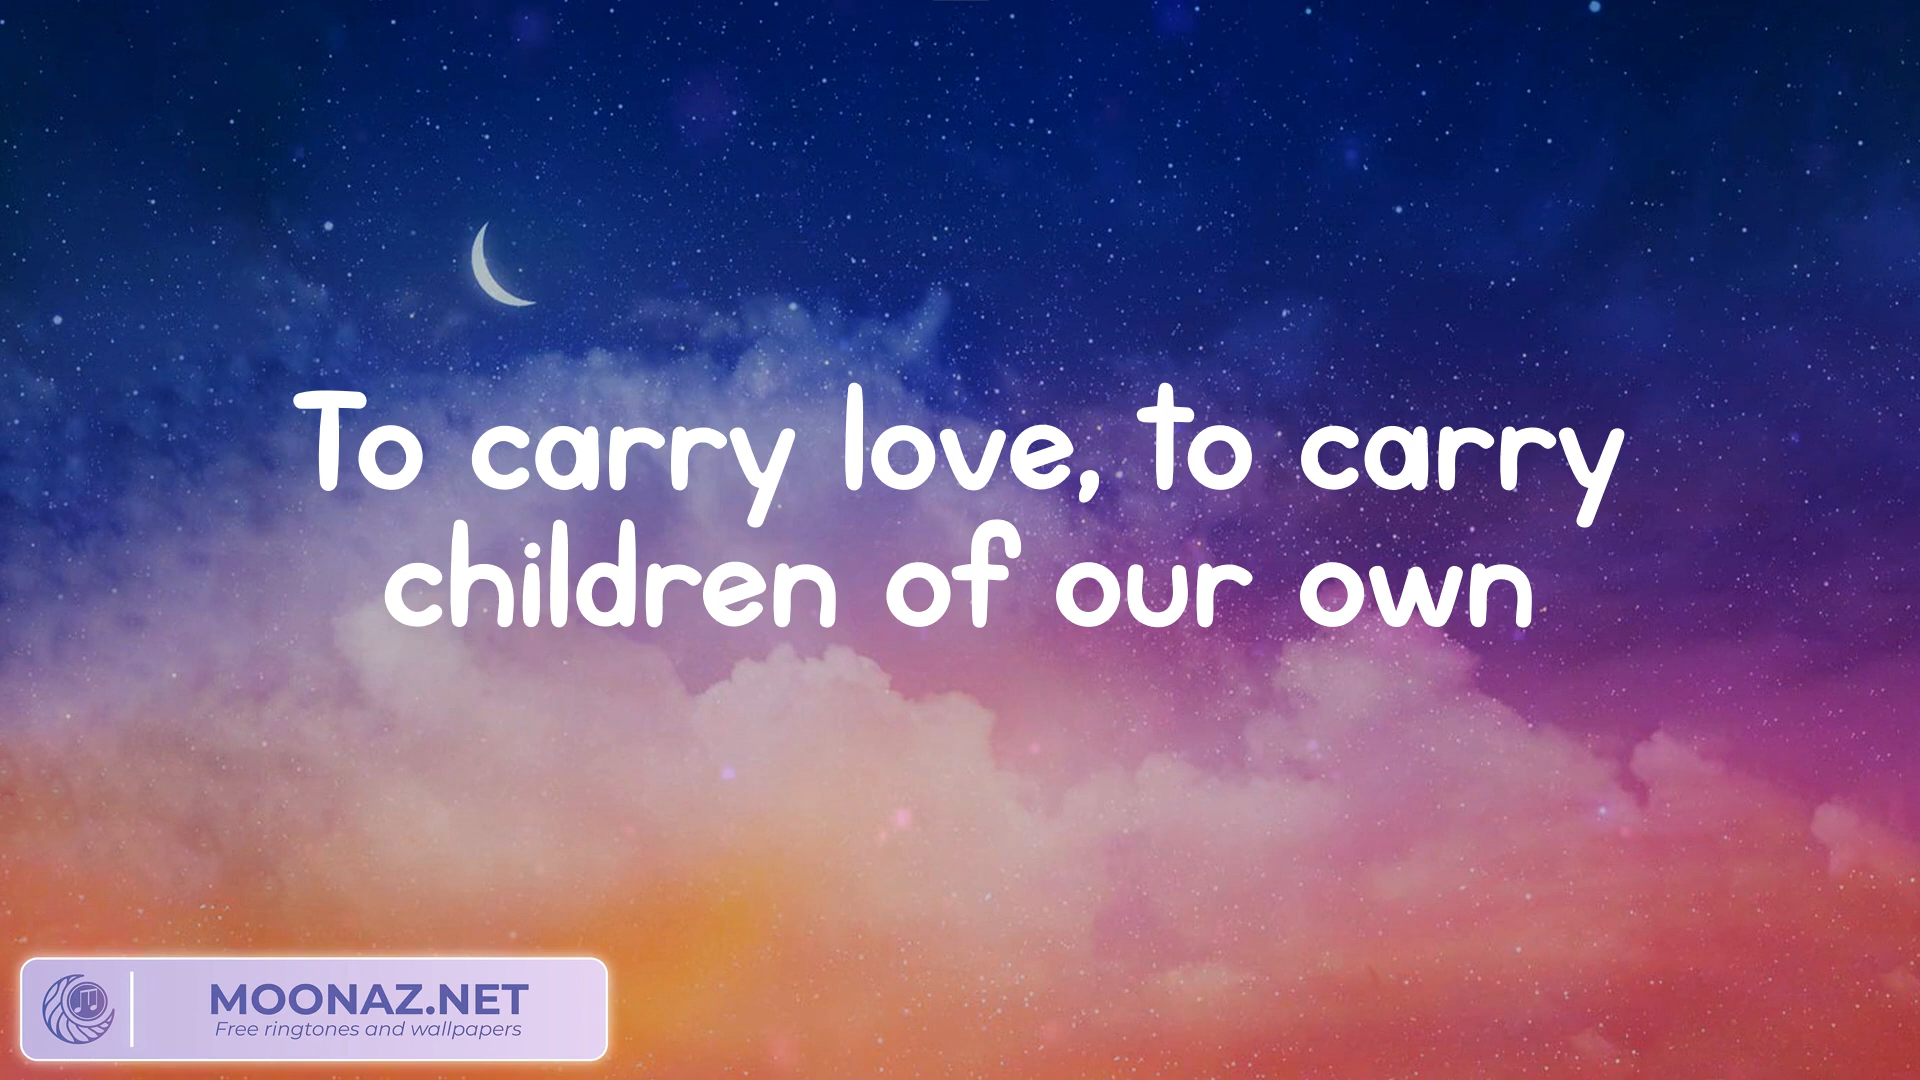 To carry love, to carry
children of our own
MOONAZ.NET
Free ringtones and wallpapers